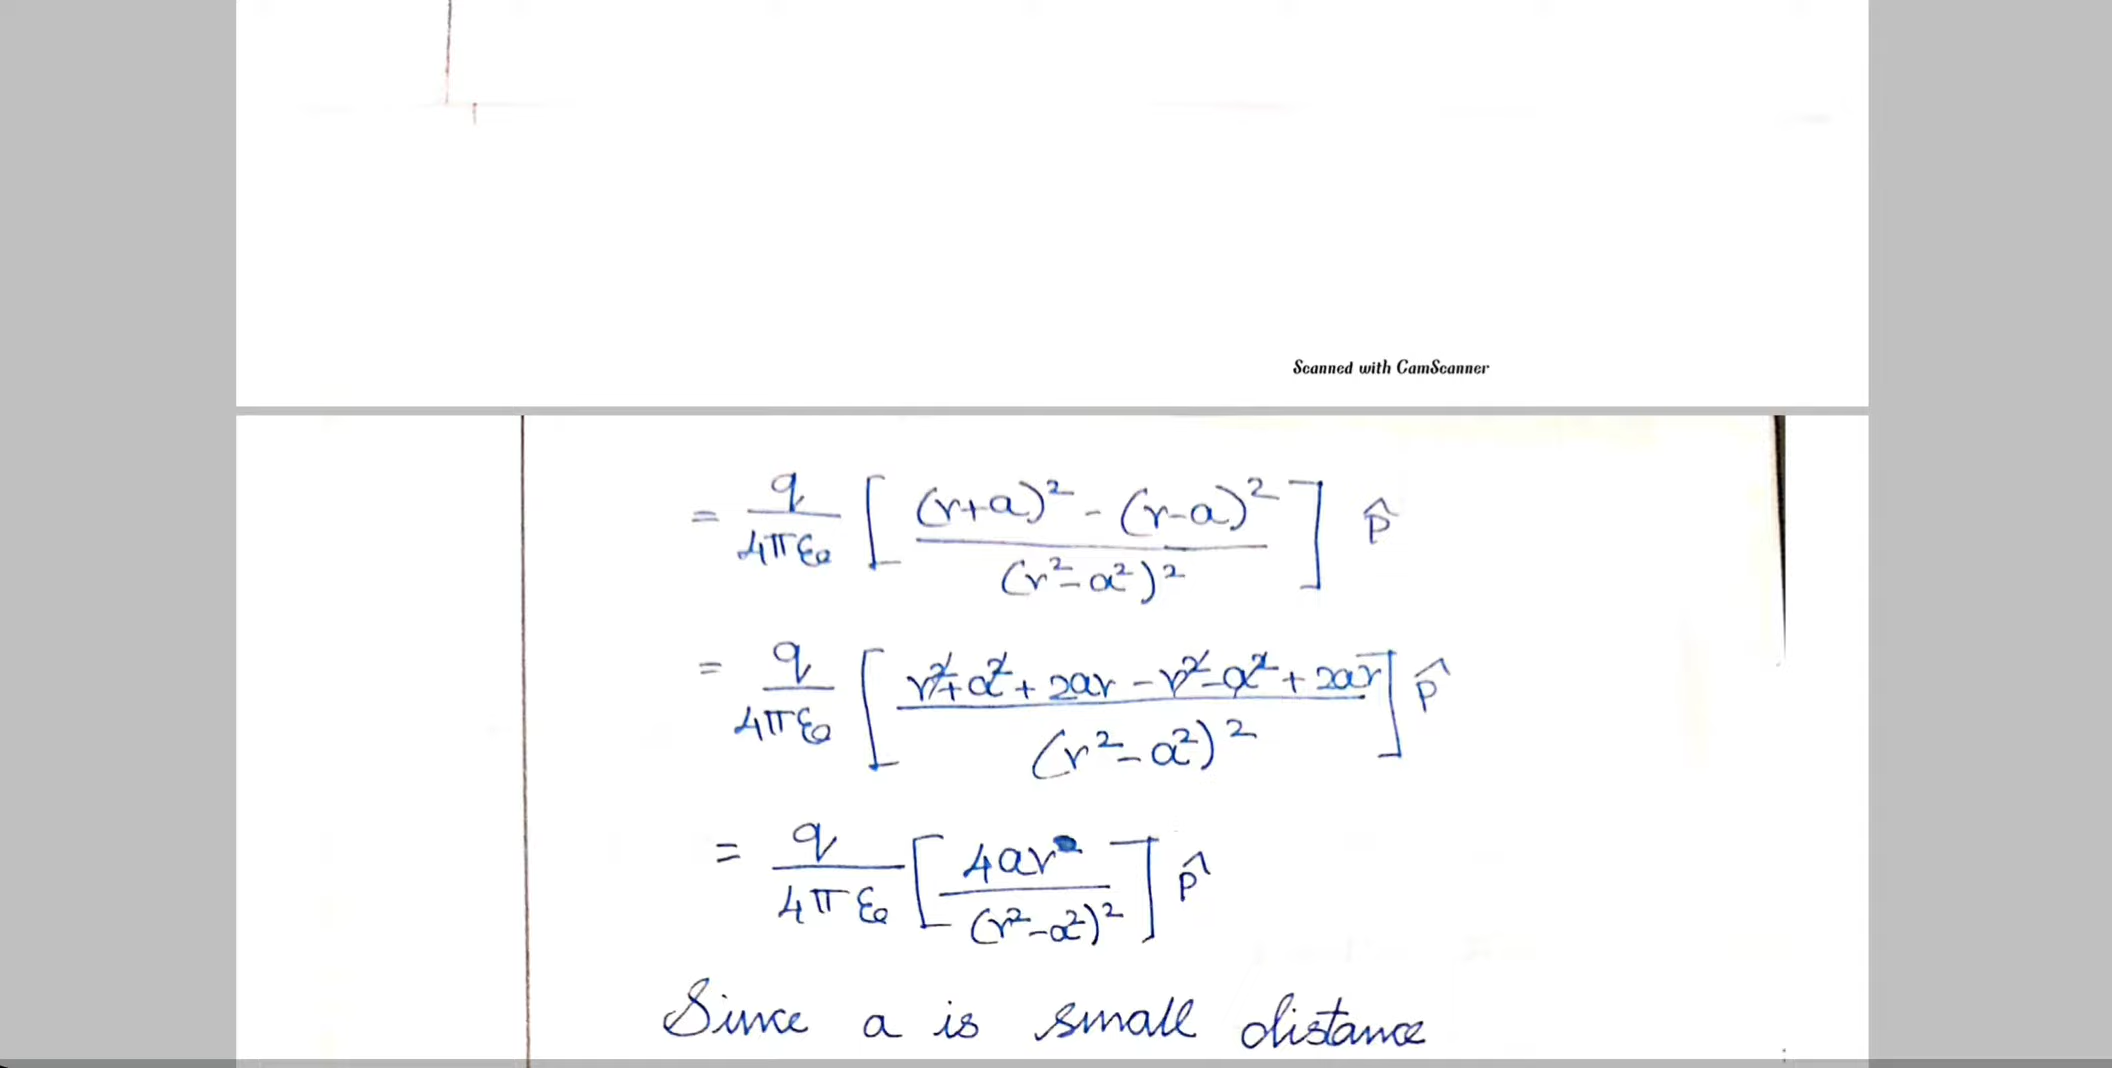 Scanned with CamScanner
= q/4πε₀ [ (r+a)² - (r-a)² / (r²-a²)² ] p̂
= q/4πε₀ [ r²+a²+2ar-r²-a²+2ar / (r²-a²)² ] p̂
= q/4πε₀ [ 4ar / (r²-a²)² ] p̂
Since a is small distance